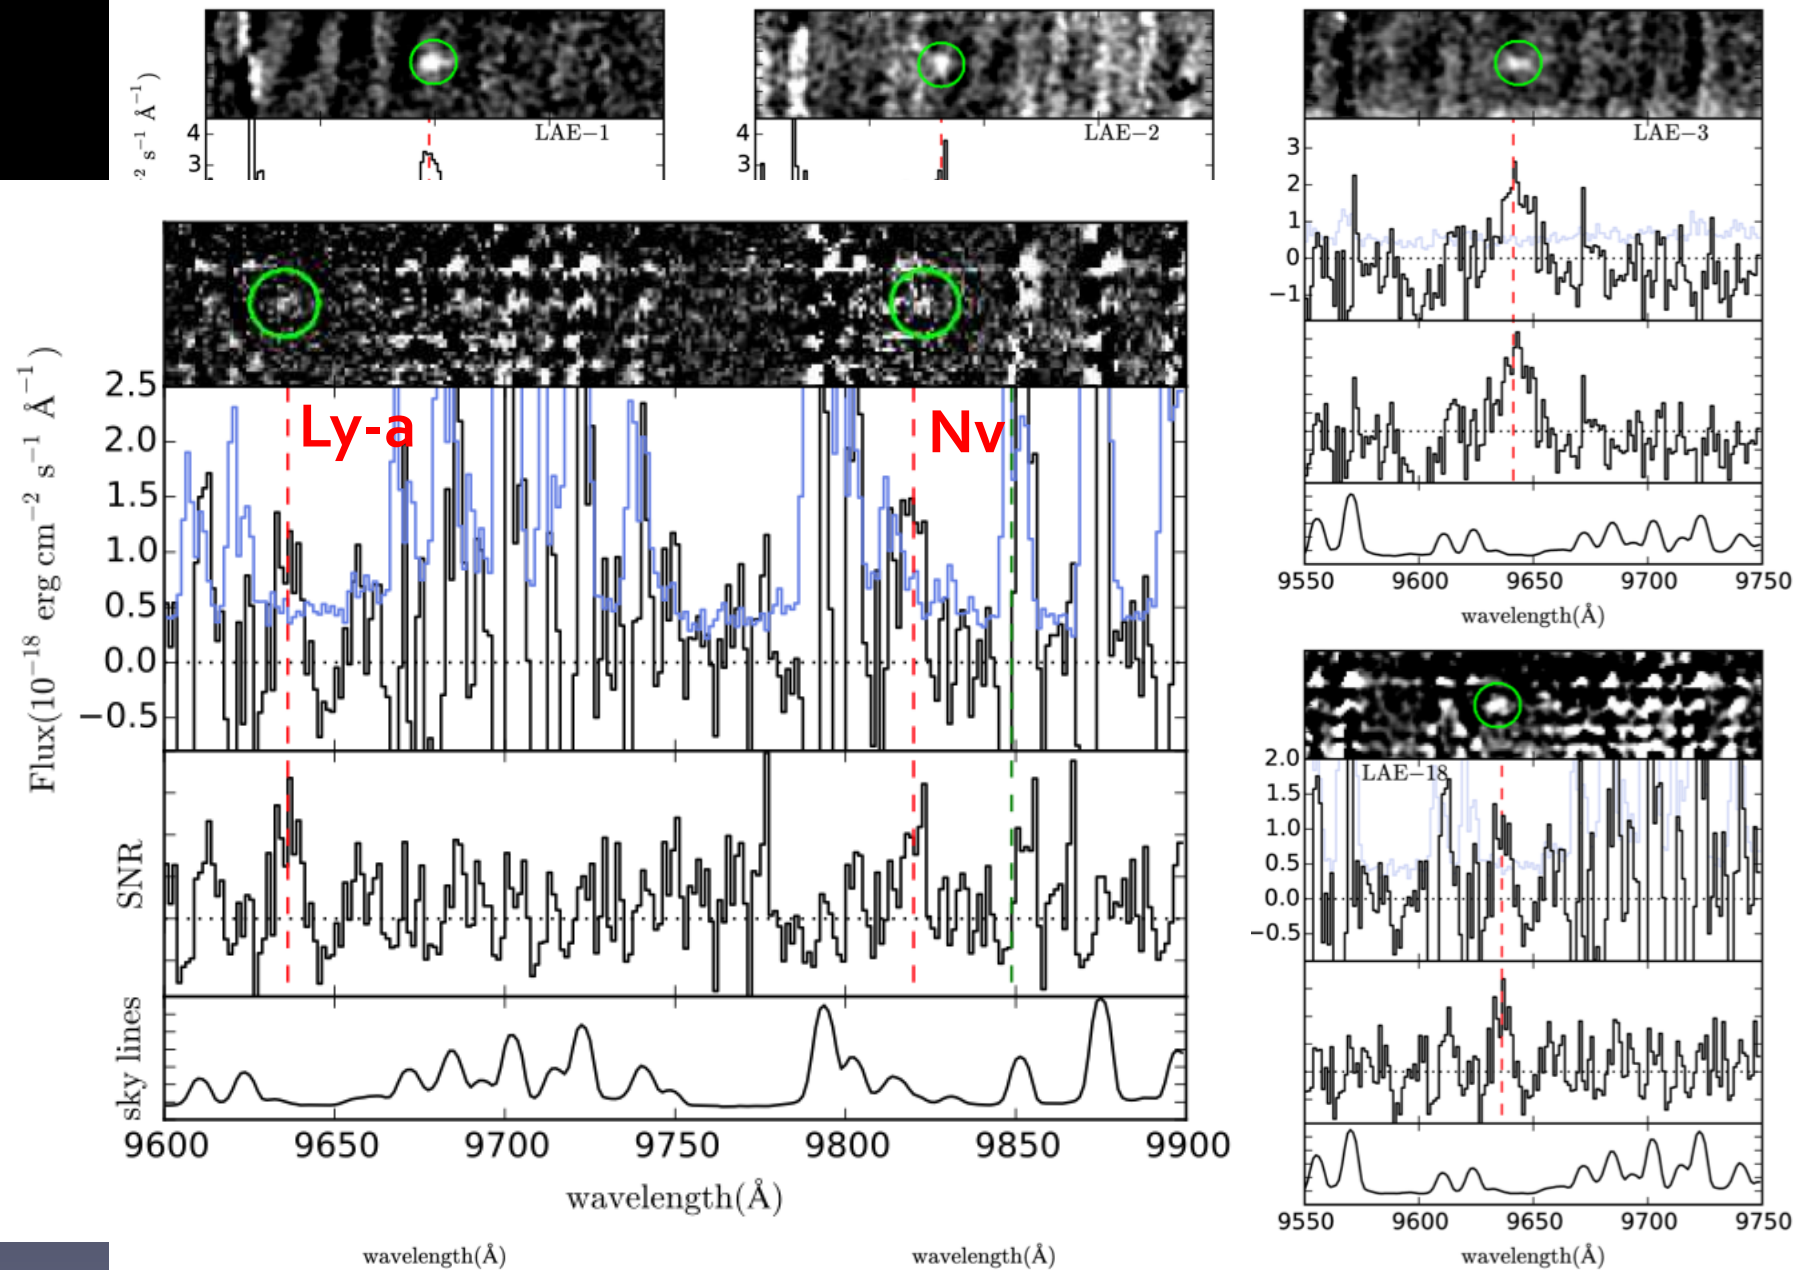 LAE−1
LAE−2
LAE−3
² s⁻¹ Å⁻¹ )
4
3
4
3
3
2
1
0
−1
9550 9600 9650 9700 9750
wavelength(Å)
Flux(10⁻¹⁸ erg cm⁻² s⁻¹ Å⁻¹ )
2.5
2.0
1.5
1.0
0.5
0.0
−0.5
Ly-a
Nv
SNR
sky lines
9600 9650 9700 9750 9800 9850 9900
wavelength(Å)
LAE−18
2.0
1.5
1.0
0.5
0.0
−0.5
9550 9600 9650 9700 9750
wavelength(Å)
wavelength(Å)
wavelength(Å)